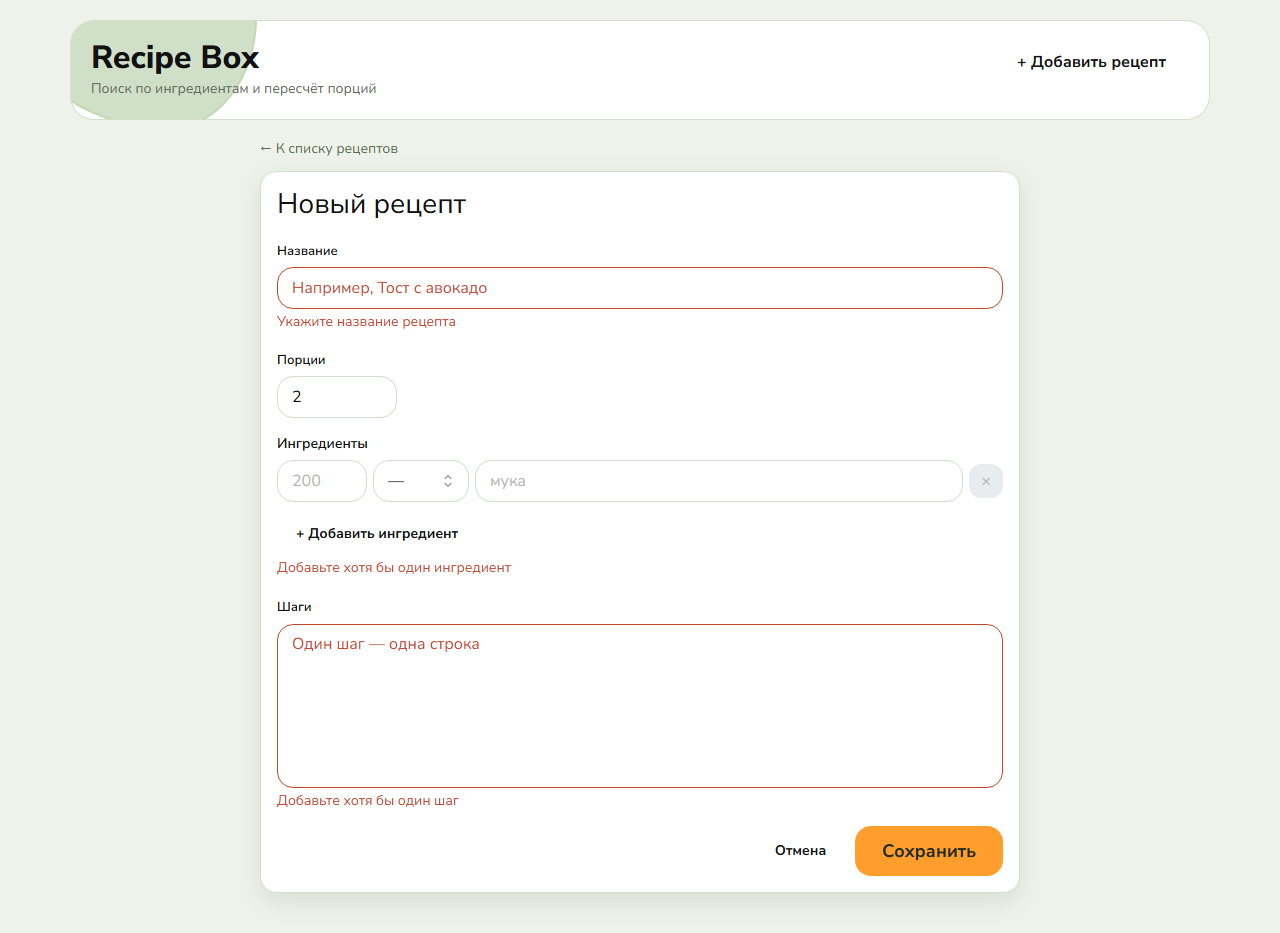 Recipe Box
Поиск по ингредиентам и пересчёт порций
+ Добавить рецепт
← К списку рецептов
Новый рецепт
Название
Например, Тост с авокадо
Укажите название рецепта
Порции
2
Ингредиенты
200 — мука ×
+ Добавить ингредиент
Добавьте хотя бы один ингредиент
Шаги
Один шаг — одна строка
Добавьте хотя бы один шаг
Отмена Сохранить